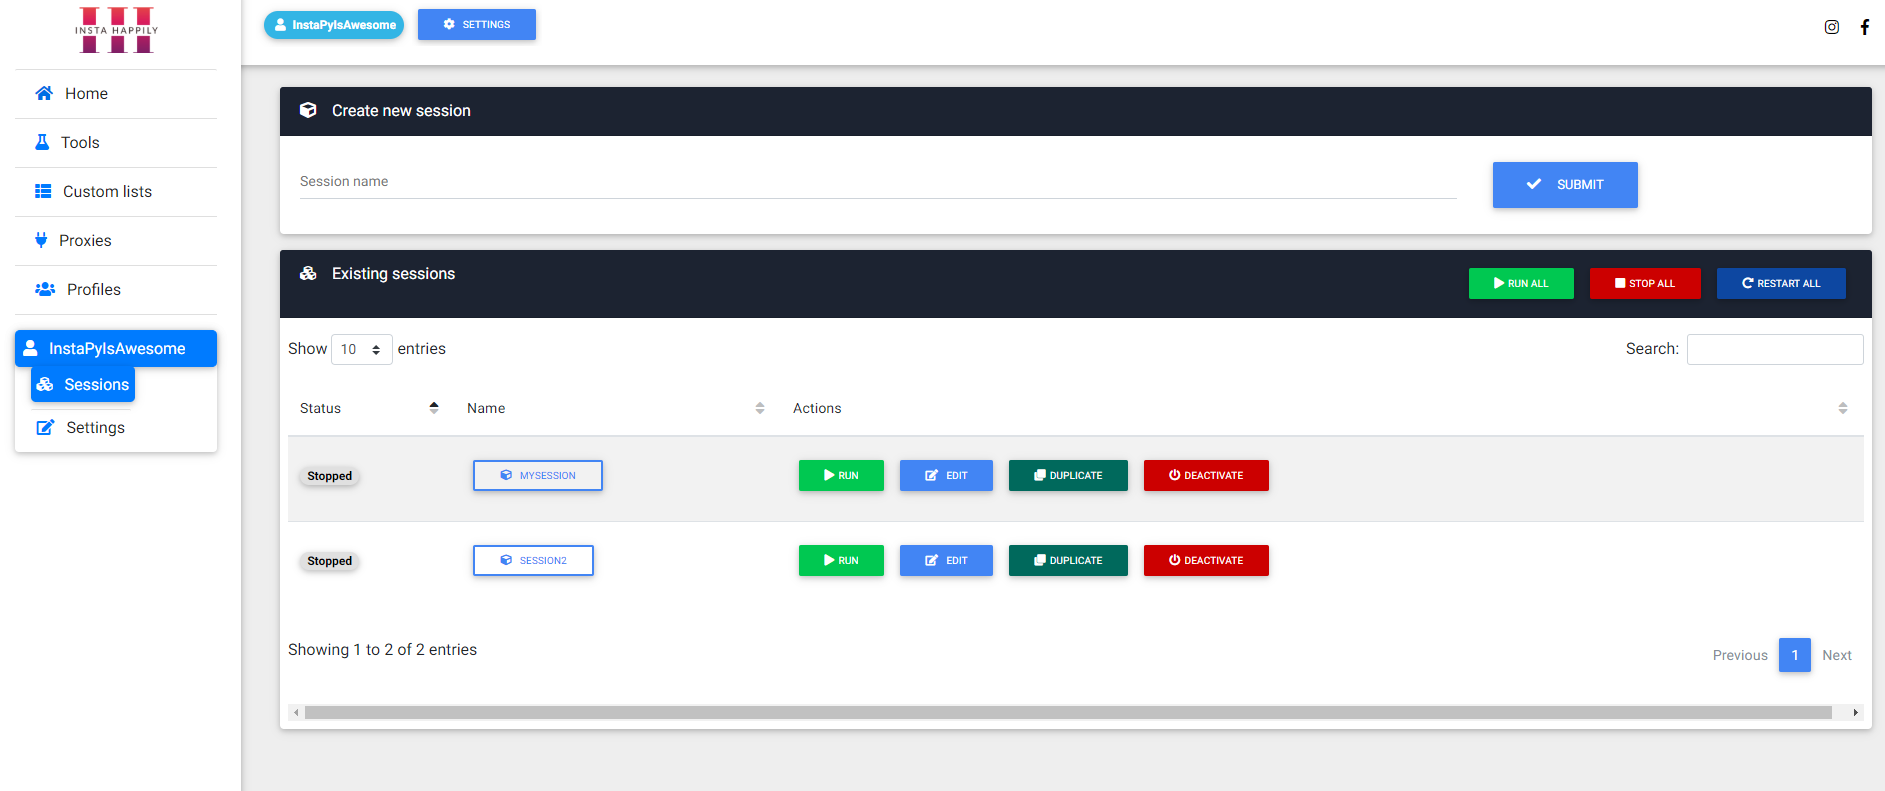 INSTA HAPPILY
Home
Tools
Custom lists
Proxies
Profiles
InstaPyIsAwesome
Sessions
Settings
InstaPyIsAwesome SETTINGS
Create new session
Session name SUBMIT
Existing sessions RUN ALL STOP ALL RESTART ALL
Show 10 entries Search:
Status Name Actions
Stopped MYSESSION RUN EDIT DUPLICATE DEACTIVATE
Stopped SESSION2 RUN EDIT DUPLICATE DEACTIVATE
Showing 1 to 2 of 2 entries Previous 1 Next